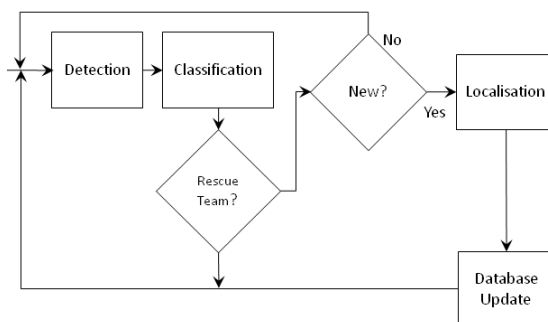 No
Detection
Classification
New?
Localisation
Yes
Rescue
Team?
Database
Update